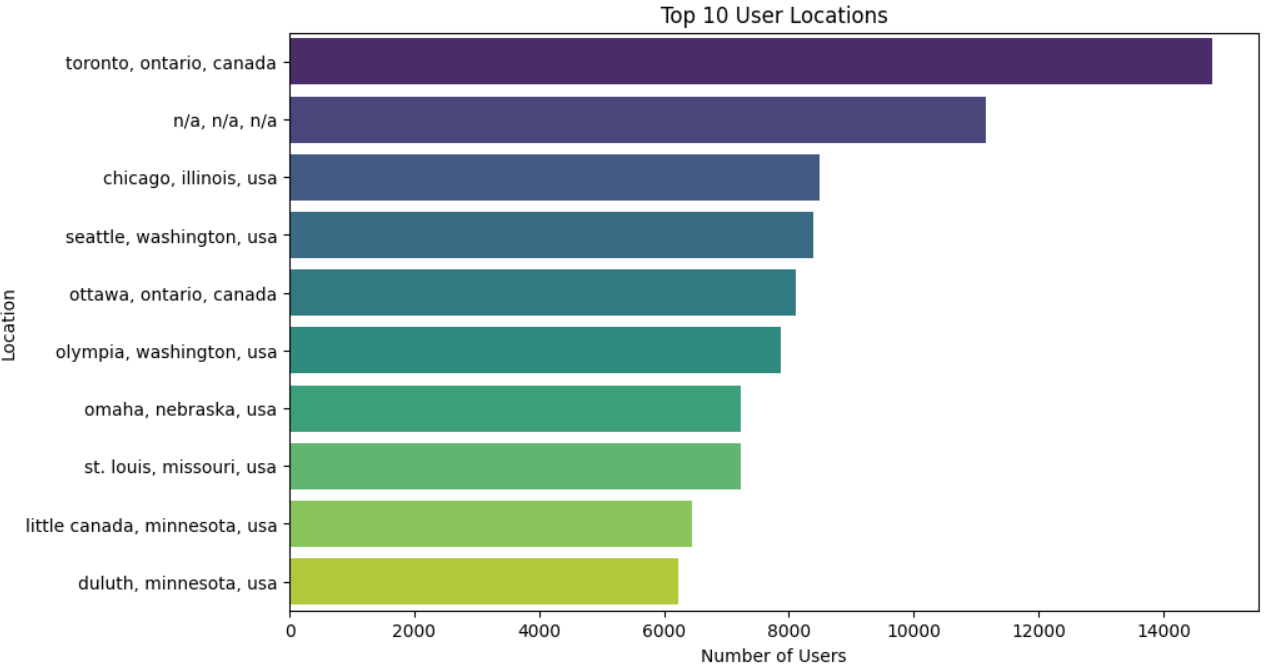 Top 10 User Locations
Location
toronto, ontario, canada
n/a, n/a, n/a
chicago, illinois, usa
seattle, washington, usa
ottawa, ontario, canada
olympia, washington, usa
omaha, nebraska, usa
st. louis, missouri, usa
little canada, minnesota, usa
duluth, minnesota, usa
0 2000 4000 6000 8000 10000 12000 14000
Number of Users